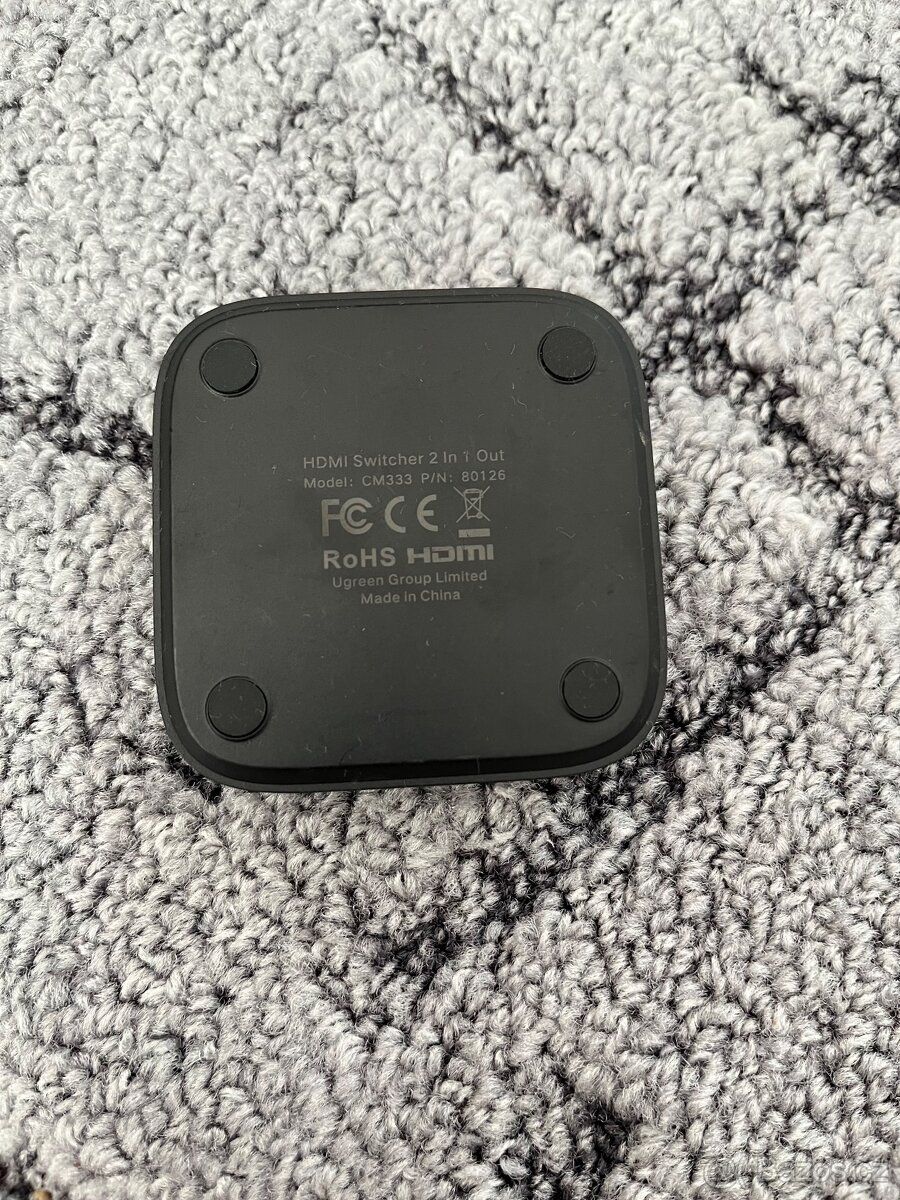 HDMI Switcher 2 In 1 Out
Model: CM333 P/N: 80126
FC CE
RoHS HDMI
Ugreen Group Limited
Made in China